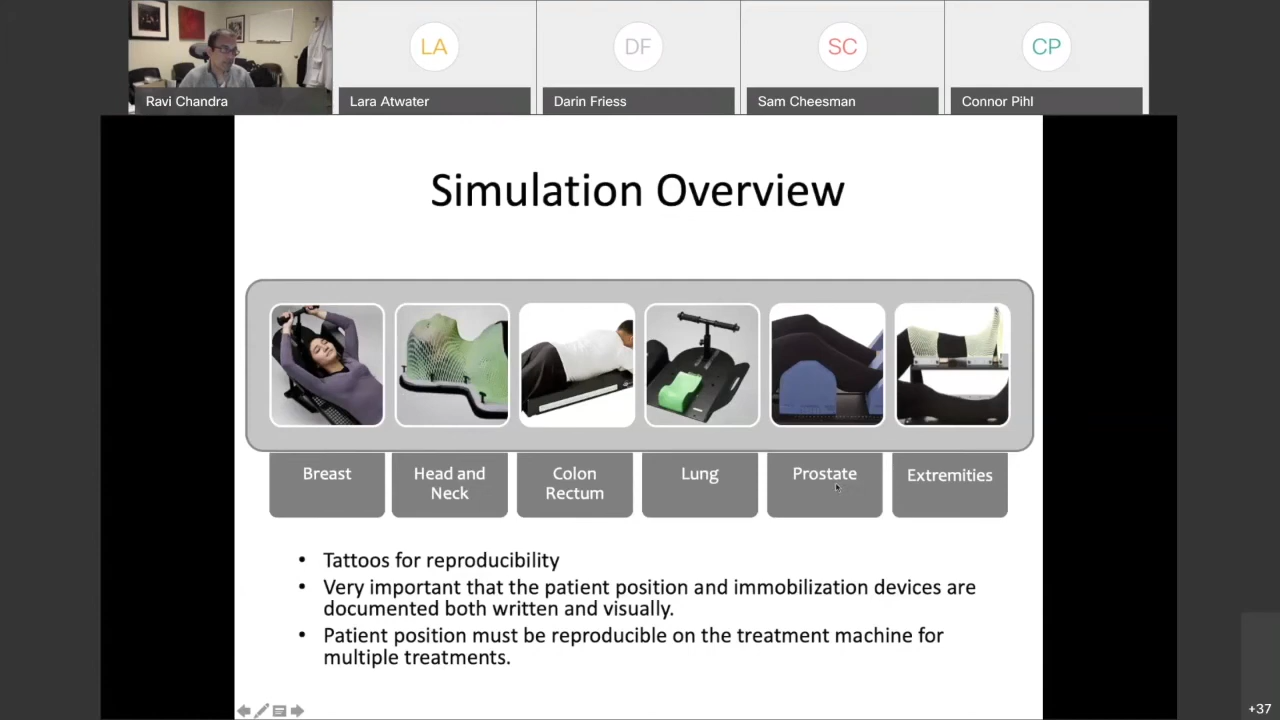 LA
DF
SC
CP
Ravi Chandra
Lara Atwater
Darin Friess
Sam Cheesman
Connor Pihl
Simulation Overview
Breast
Head and
Neck
Colon
Rectum
Lung
Prostate
Extremities
• Tattoos for reproducibility
• Very important that the patient position and immobilization devices are
documented both written and visually.
• Patient position must be reproducible on the treatment machine for
multiple treatments.
+37